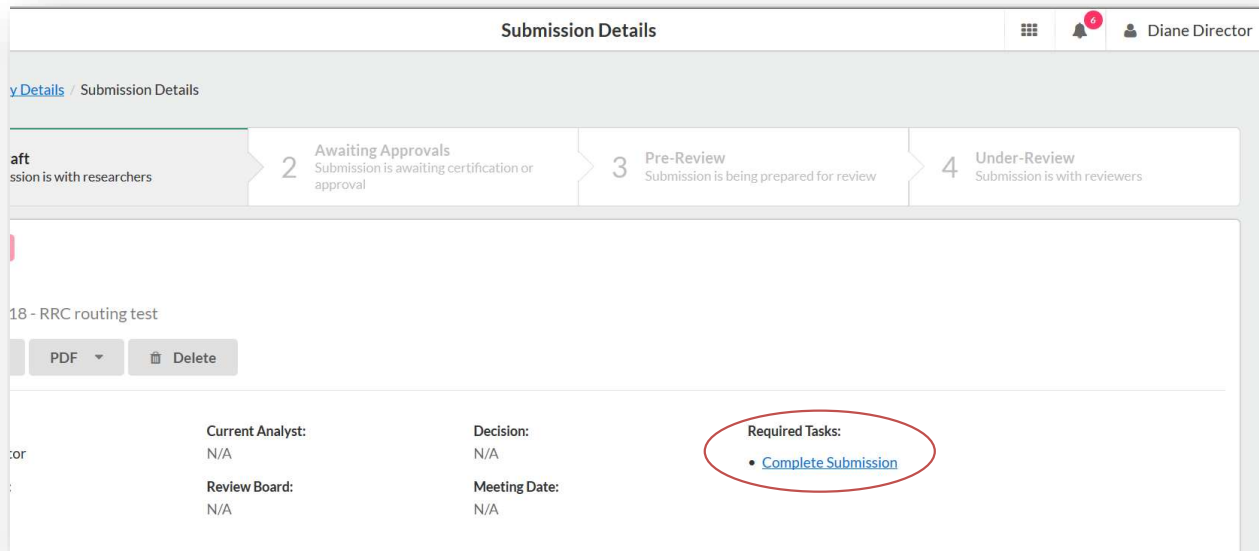 Submission Details
6
Diane Director
y Details / Submission Details
aft
ssion is with researchers
2
Awaiting Approvals
Submission is awaiting certification or
approval
3
Pre-Review
Submission is being prepared for review
4
Under-Review
Submission is with reviewers
18 - RRC routing test
PDF
Delete
tor
Current Analyst:
N/A
Decision:
N/A
Required Tasks:
• Complete Submission
Review Board:
N/A
Meeting Date:
N/A